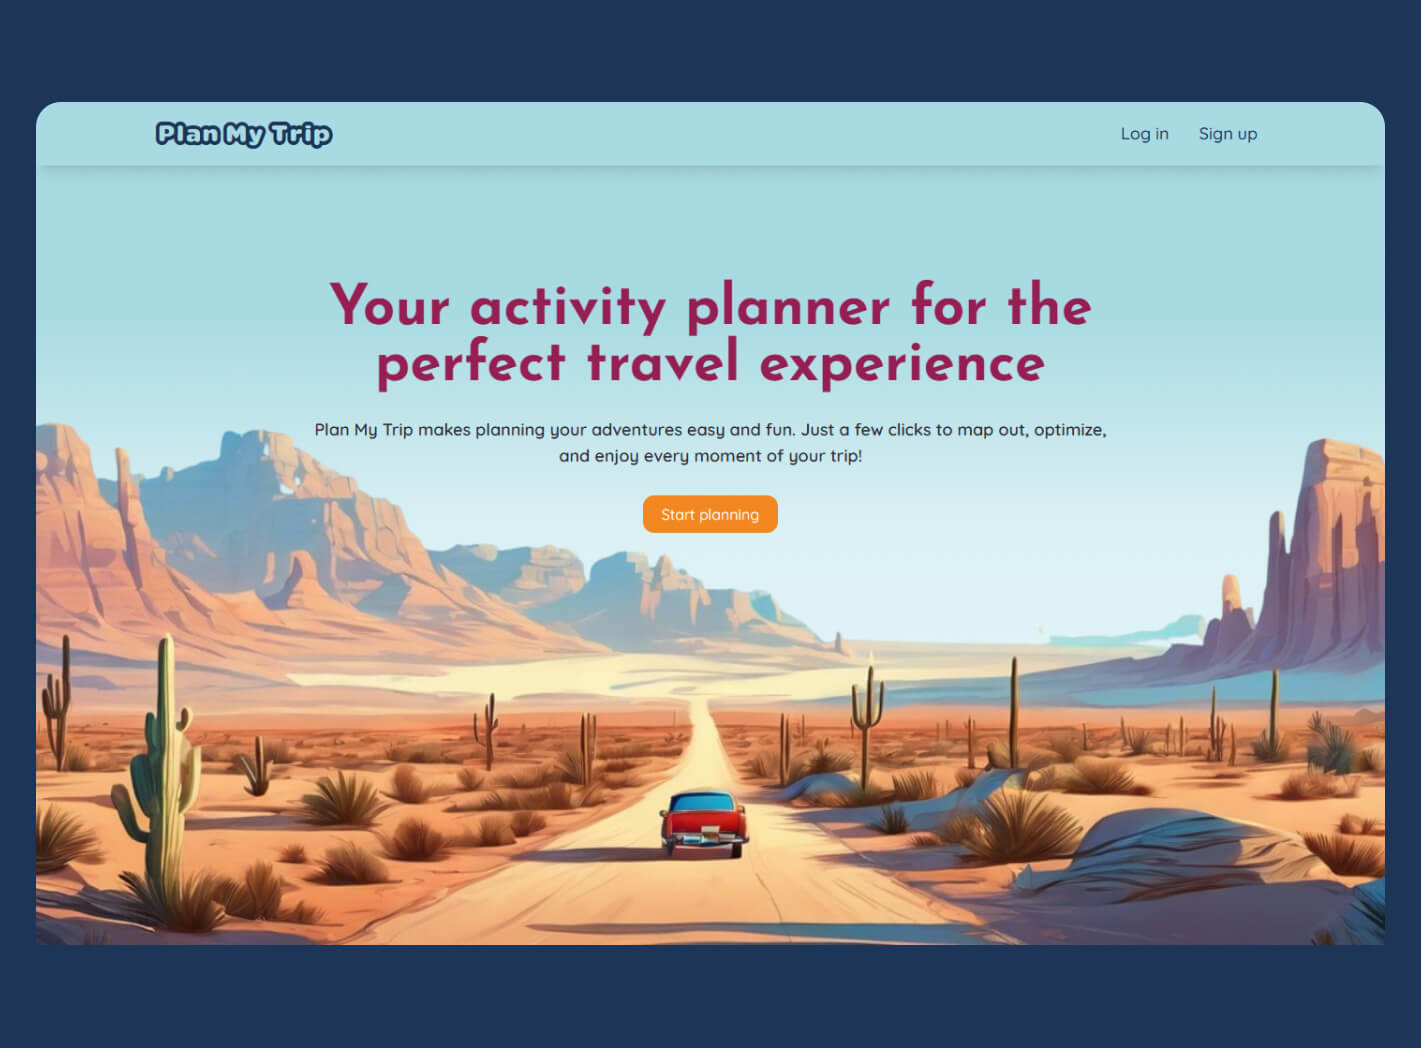 Plan My Trip
Log in
Sign up
Your activity planner for the
perfect travel experience
Plan My Trip makes planning your adventures easy and fun. Just a few clicks to map out, optimize,
and enjoy every moment of your trip!
Start planning